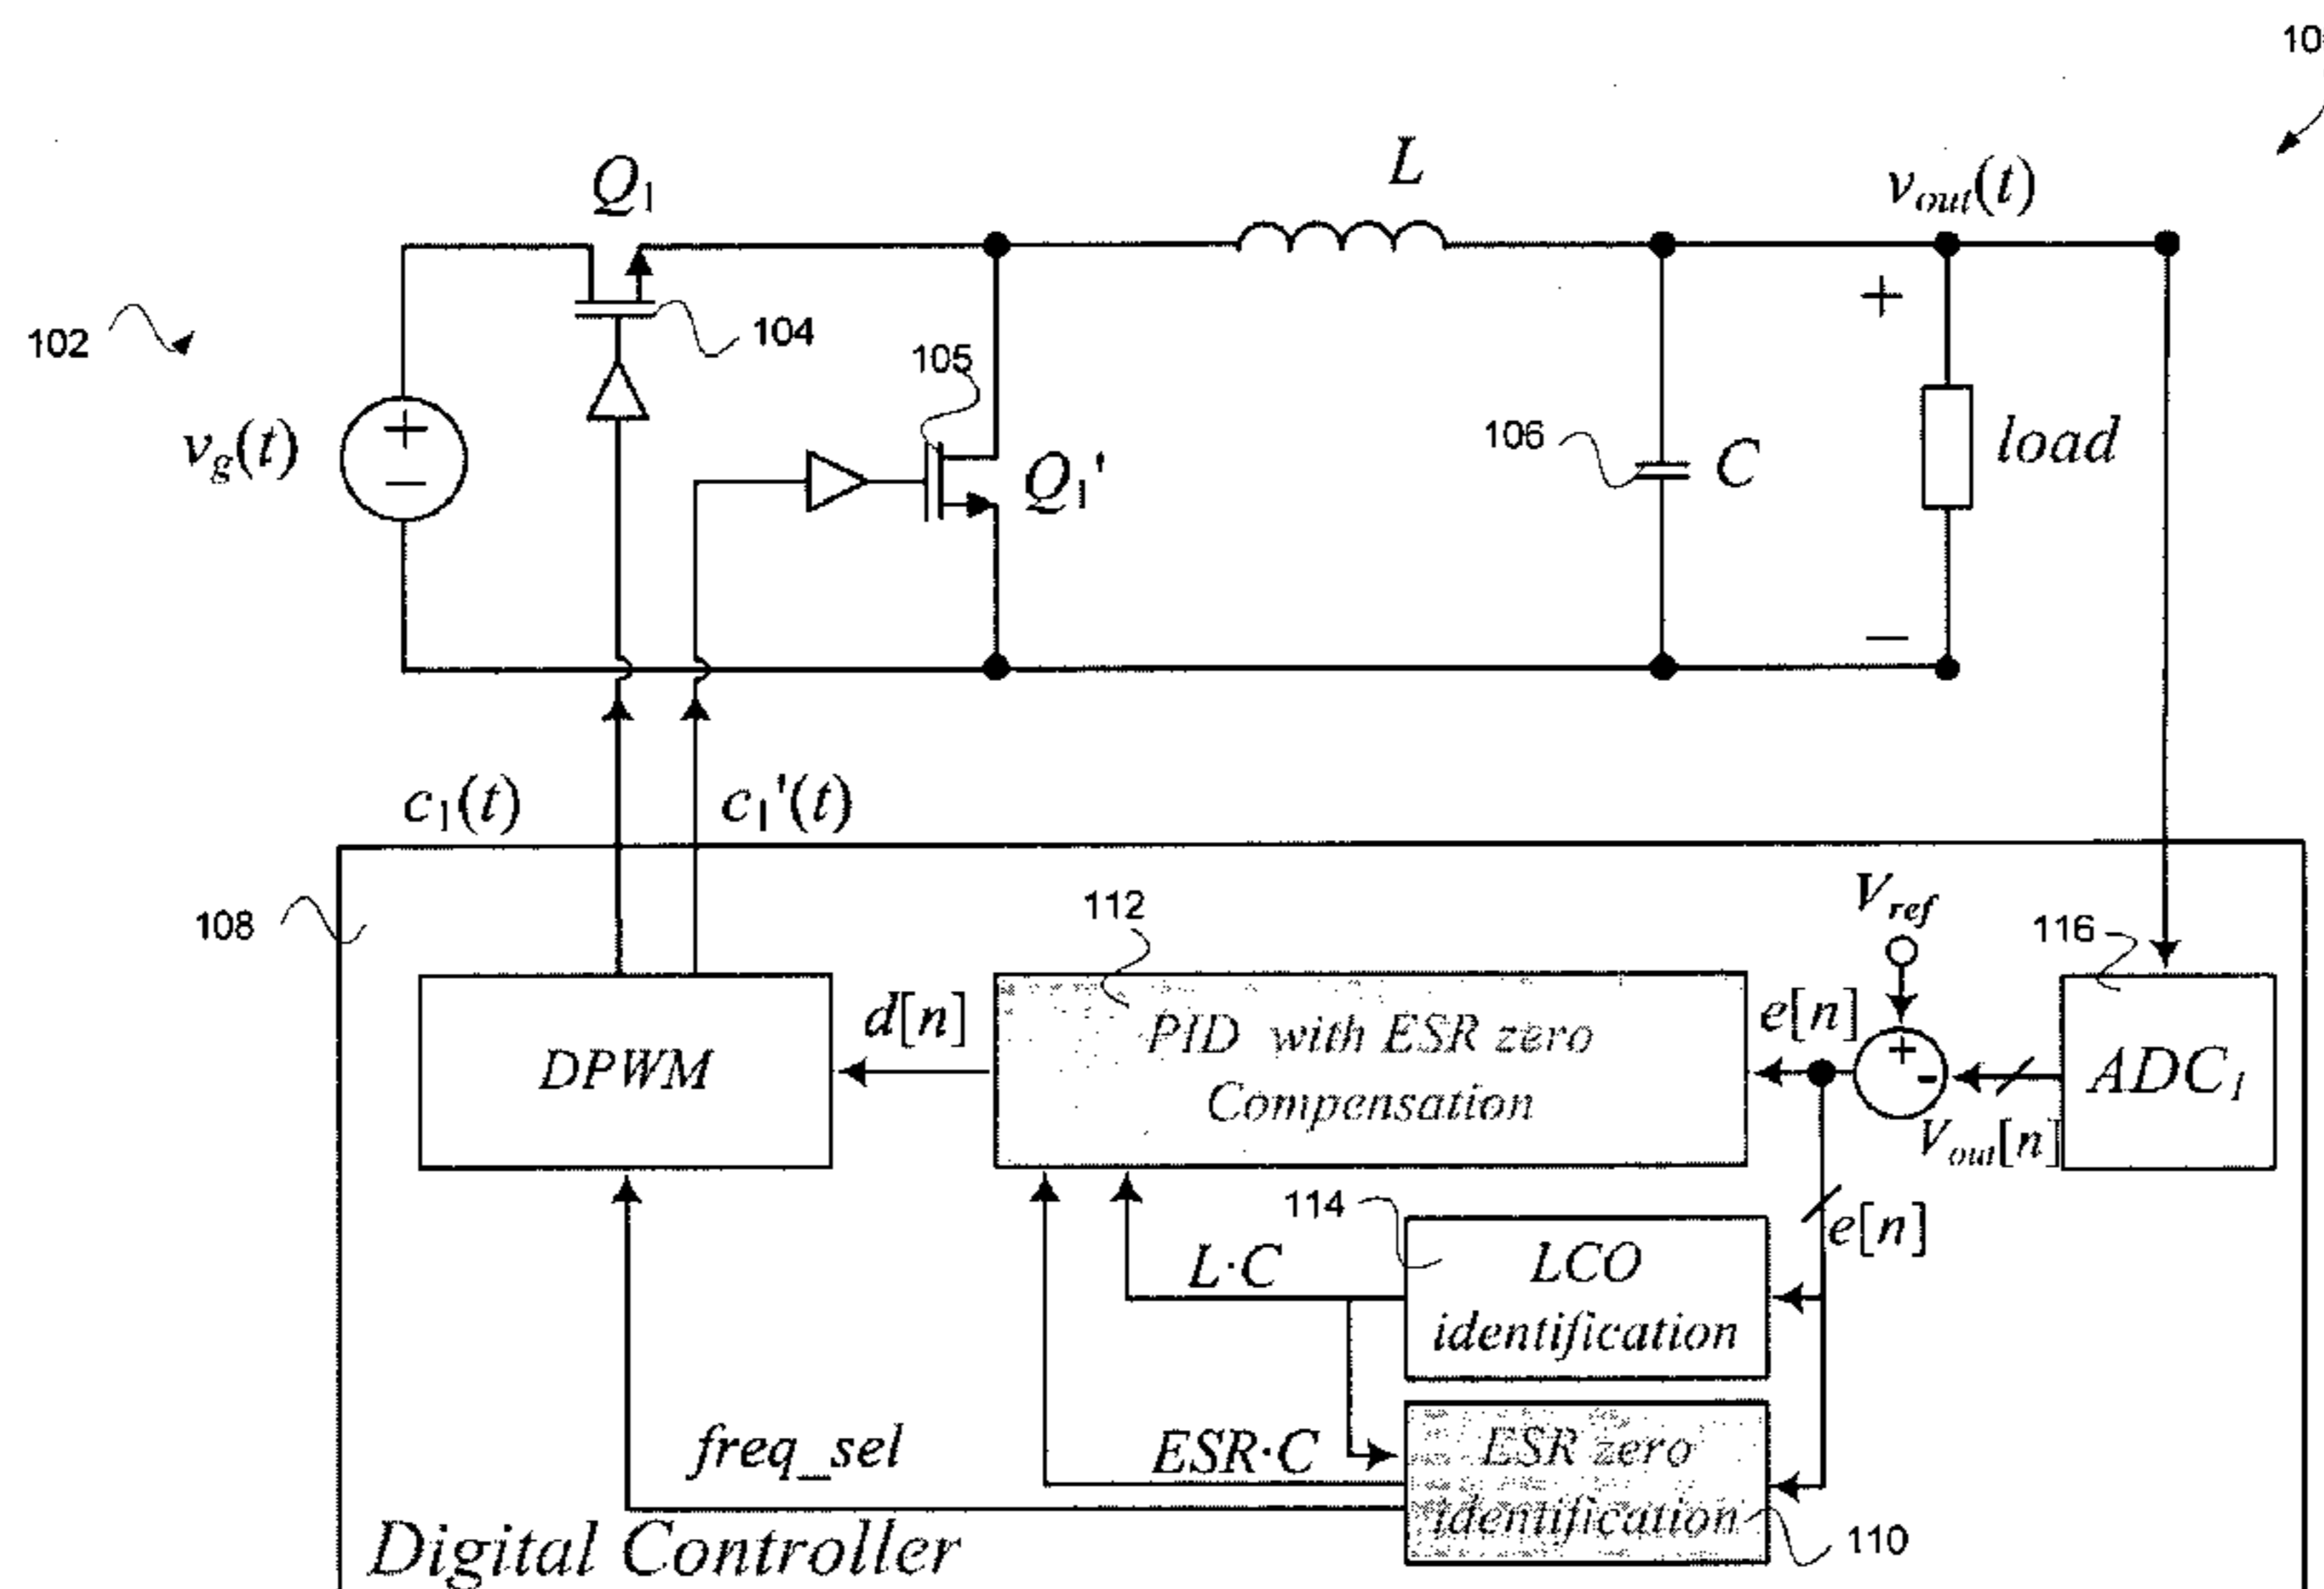 10
Q1
L
vout(t)
102
104
105
+
vg(t)
+
−
Q1'
106
C
load
−
c1(t)
c1'(t)
108
112
Vref
116
d[n]
PID with ESR zero
Compensation
e[n]
+
-
DPWM
ADC1
Vout[n]
114
e[n]
L·C
LCO
identification
freq_sel
ESR·C
ESR zero
identification
110
Digital Controller